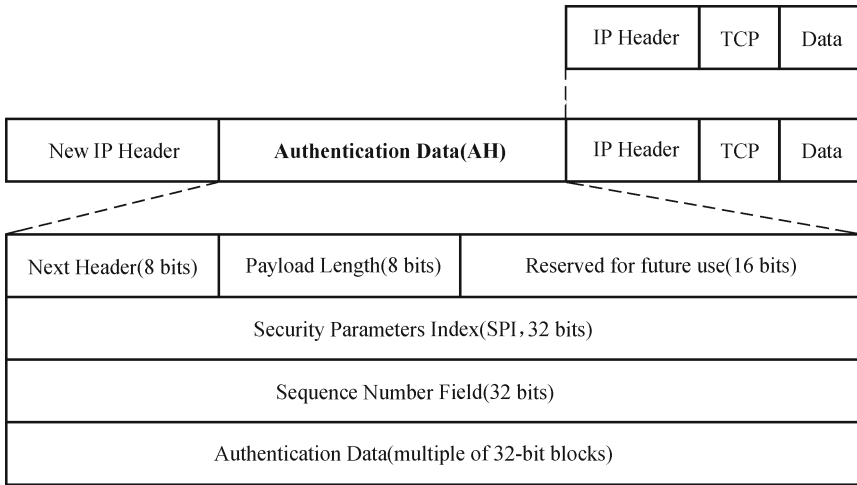 IP Header TCP Data
New IP Header Authentication Data(AH) IP Header TCP Data
Next Header(8 bits) Payload Length(8 bits) Reserved for future use(16 bits)
Security Parameters Index(SPI, 32 bits)
Sequence Number Field(32 bits)
Authentication Data(multiple of 32-bit blocks)